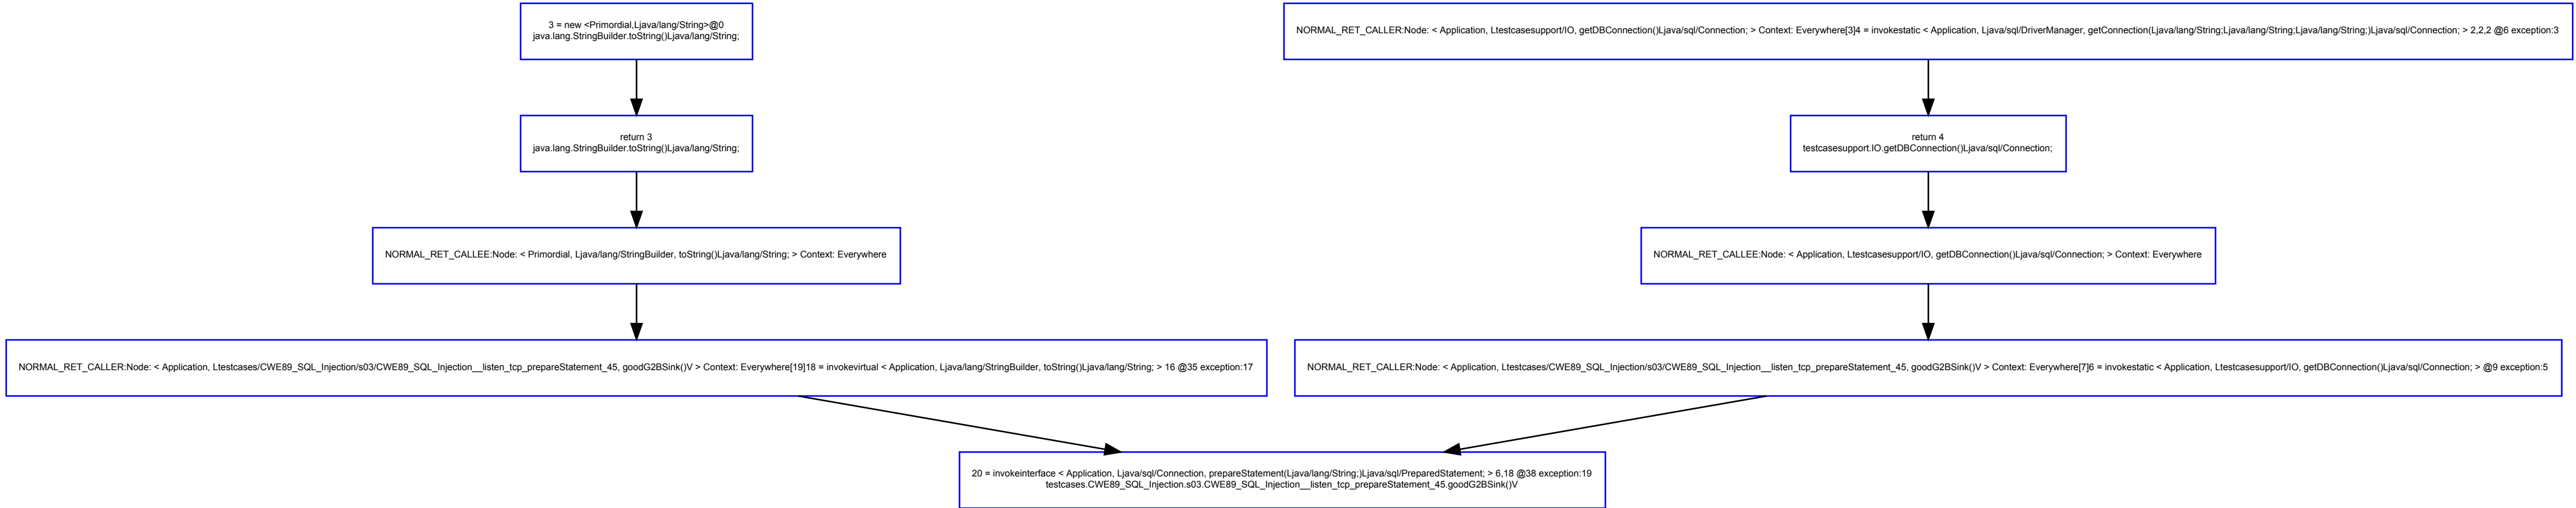 3 = new <Primordial,Ljava/lang/String>@0
java.lang.StringBuilder.toString()Ljava/lang/String;
NORMAL_RET_CALLER:Node: < Application, Ltestcasesupport/IO, getDBConnection()Ljava/sql/Connection; > Context: Everywhere[3]4 = invokestatic < Application, Ljava/sql/DriverManager, getConnection(Ljava/lang/String;Ljava/lang/String;Ljava/lang/String;)Ljava/sql/Connection; > 2,2,2 @6 exception:3
return 3
java.lang.StringBuilder.toString()Ljava/lang/String;
return 4
testcasesupport.IO.getDBConnection()Ljava/sql/Connection;
NORMAL_RET_CALLEE:Node: < Primordial, Ljava/lang/StringBuilder, toString()Ljava/lang/String; > Context: Everywhere
NORMAL_RET_CALLEE:Node: < Application, Ltestcasesupport/IO, getDBConnection()Ljava/sql/Connection; > Context: Everywhere
NORMAL_RET_CALLER:Node: < Application, Ltestcases/CWE89_SQL_Injection/s03/CWE89_SQL_Injection__listen_tcp_prepareStatement_45, goodG2BSink()V > Context: Everywhere[19]18 = invokevirtual < Application, Ljava/lang/StringBuilder, toString()Ljava/lang/String; > 16 @35 exception:17
NORMAL_RET_CALLER:Node: < Application, Ltestcases/CWE89_SQL_Injection/s03/CWE89_SQL_Injection__listen_tcp_prepareStatement_45, goodG2BSink()V > Context: Everywhere[7]6 = invokestatic < Application, Ltestcasesupport/IO, getDBConnection()Ljava/sql/Connection; > @9 exception:5
20 = invokeinterface < Application, Ljava/sql/Connection, prepareStatement(Ljava/lang/String;)Ljava/sql/PreparedStatement; > 6,18 @38 exception:19
testcases.CWE89_SQL_Injection.s03.CWE89_SQL_Injection__listen_tcp_prepareStatement_45.goodG2BSink()V